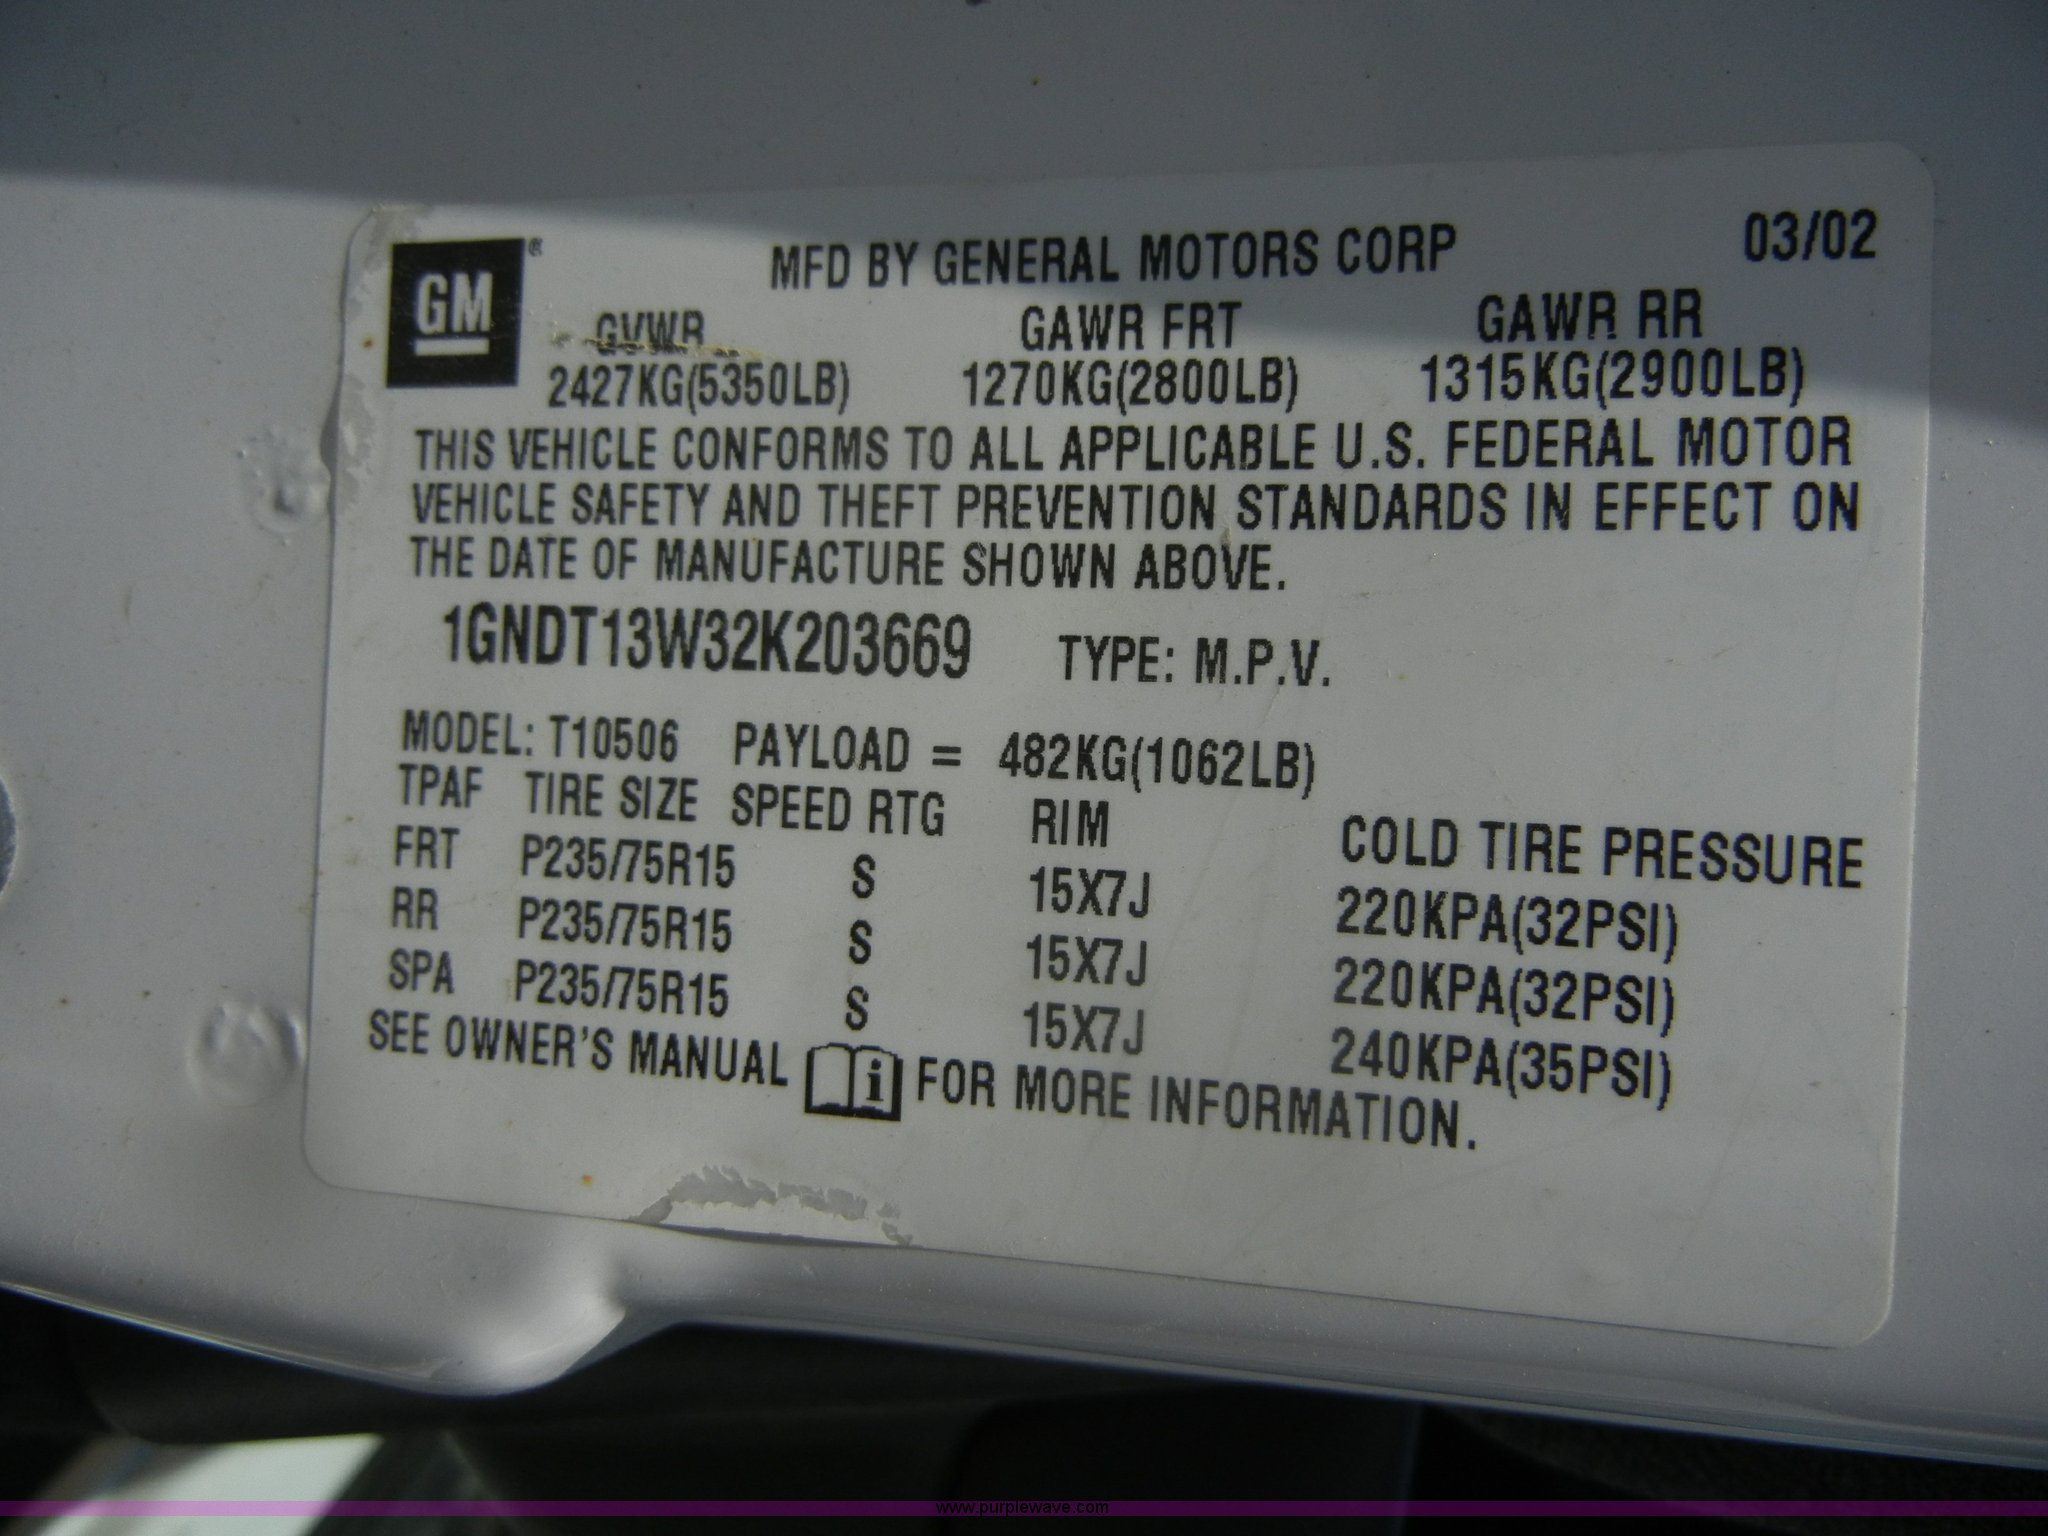 GM ®
MFD BY GENERAL MOTORS CORP 03/02
GVWR GAWR FRT GAWR RR
2427KG(5350LB) 1270KG(2800LB) 1315KG(2900LB)
THIS VEHICLE CONFORMS TO ALL APPLICABLE U.S. FEDERAL MOTOR
VEHICLE SAFETY AND THEFT PREVENTION STANDARDS IN EFFECT ON
THE DATE OF MANUFACTURE SHOWN ABOVE.
1GNDT13W32K203669 TYPE: M.P.V.
MODEL: T10506 PAYLOAD = 482KG(1062LB)
TPAF TIRE SIZE SPEED RTG RIM COLD TIRE PRESSURE
FRT P235/75R15 S 15X7J 220KPA(32PSI)
RR P235/75R15 S 15X7J 220KPA(32PSI)
SPA P235/75R15 S 15X7J 240KPA(35PSI)
SEE OWNER'S MANUAL i FOR MORE INFORMATION.
www.purplewave.com